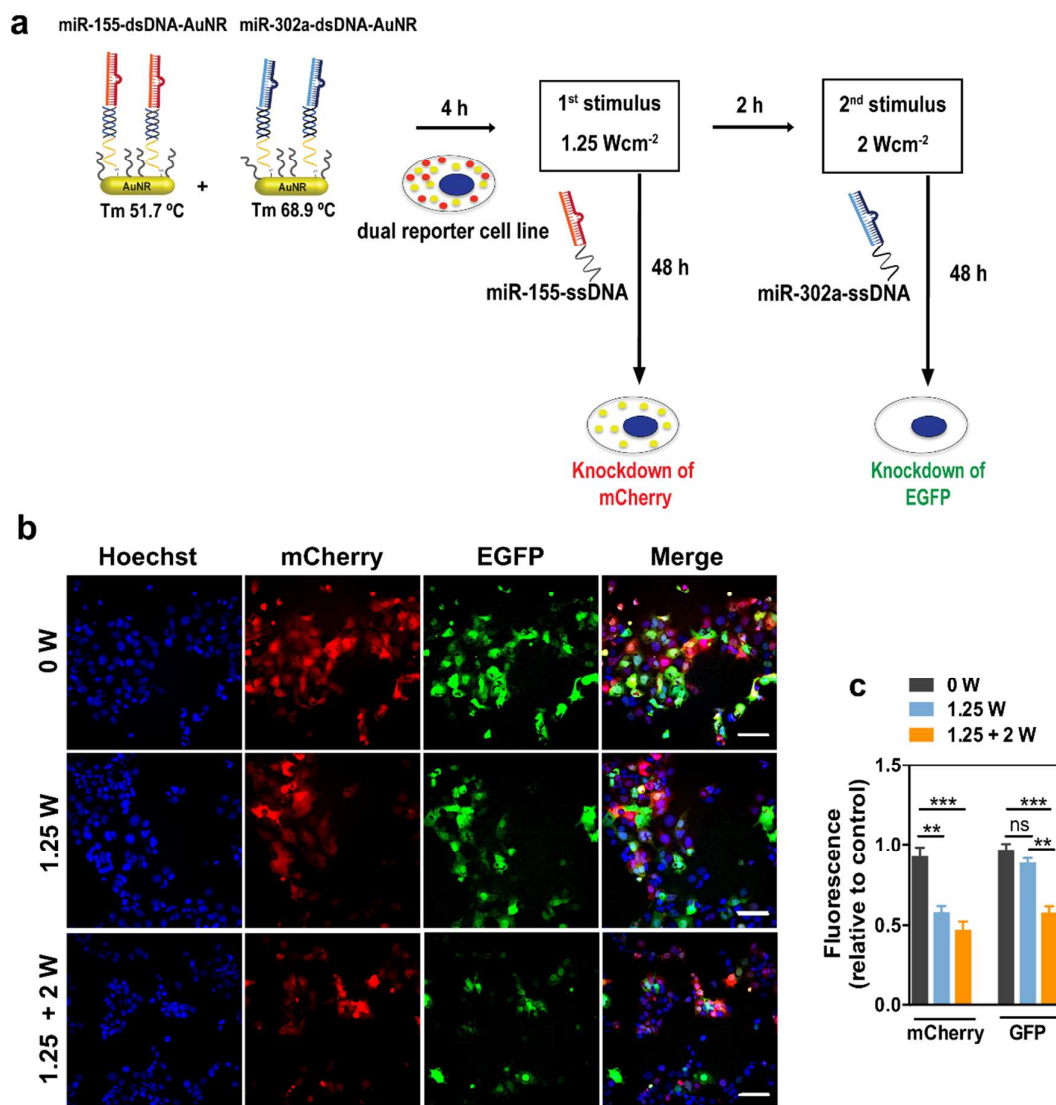 a
miR-155-dsDNA-AuNR
miR-302a-dsDNA-AuNR
AuNR
Tm 51.7 ºC
+
AuNR
Tm 68.9 ºC
4 h
dual reporter cell line
1st stimulus
1.25 Wcm-2
2 h
2nd stimulus
2 Wcm-2
miR-155-ssDNA
48 h
miR-302a-ssDNA
48 h
Knockdown of
mCherry
Knockdown of
EGFP
b
Hoechst
mCherry
EGFP
Merge
0 W
1.25 W
1.25 + 2 W
c
0 W
1.25 W
1.25 + 2 W
Fluorescence
(relative to control)
1.5
1.0
0.5
0.0
***
**
***
ns
**
mCherry
GFP